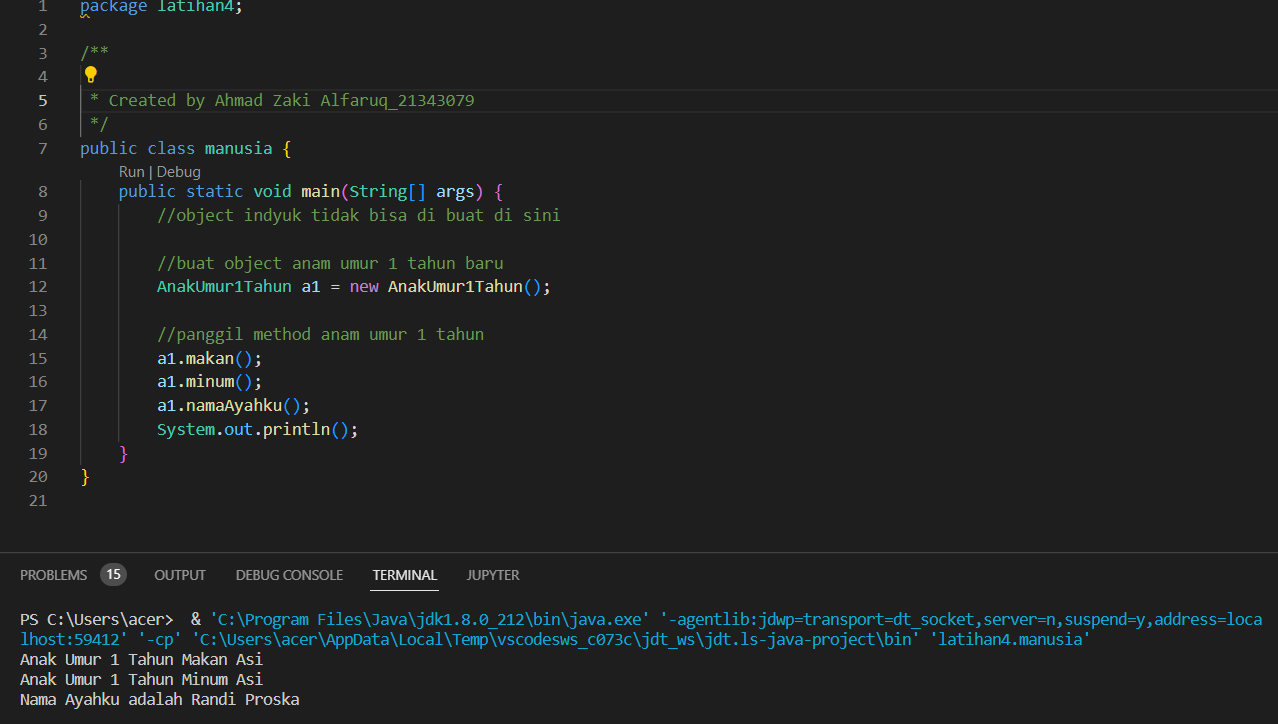 1 package latihan4;
2
3 /**
4
5 * Created by Ahmad Zaki Alfaruq_21343079
6 */
7 public class manusia {
Run | Debug
8 public static void main(String[] args) {
9 //object indyuk tidak bisa di buat di sini
10
11 //buat object anam umur 1 tahun baru
12 AnakUmur1Tahun a1 = new AnakUmur1Tahun();
13
14 //panggil method anam umur 1 tahun
15 a1.makan();
16 a1.minum();
17 a1.namaAyahku();
18 System.out.println();
19 }
20 }
21
PROBLEMS 15 OUTPUT DEBUG CONSOLE TERMINAL JUPYTER
PS C:\Users\acer>  & 'C:\Program Files\Java\jdk1.8.0_212\bin\java.exe' '-agentlib:jdwp=transport=dt_socket,server=n,suspend=y,address=loca
lhost:59412' '-cp' 'C:\Users\acer\AppData\Local\Temp\vscodesws_c073c\jdt_ws\jdt.ls-java-project\bin' 'latihan4.manusia'
Anak Umur 1 Tahun Makan Asi
Anak Umur 1 Tahun Minum Asi
Nama Ayahku adalah Randi Proska